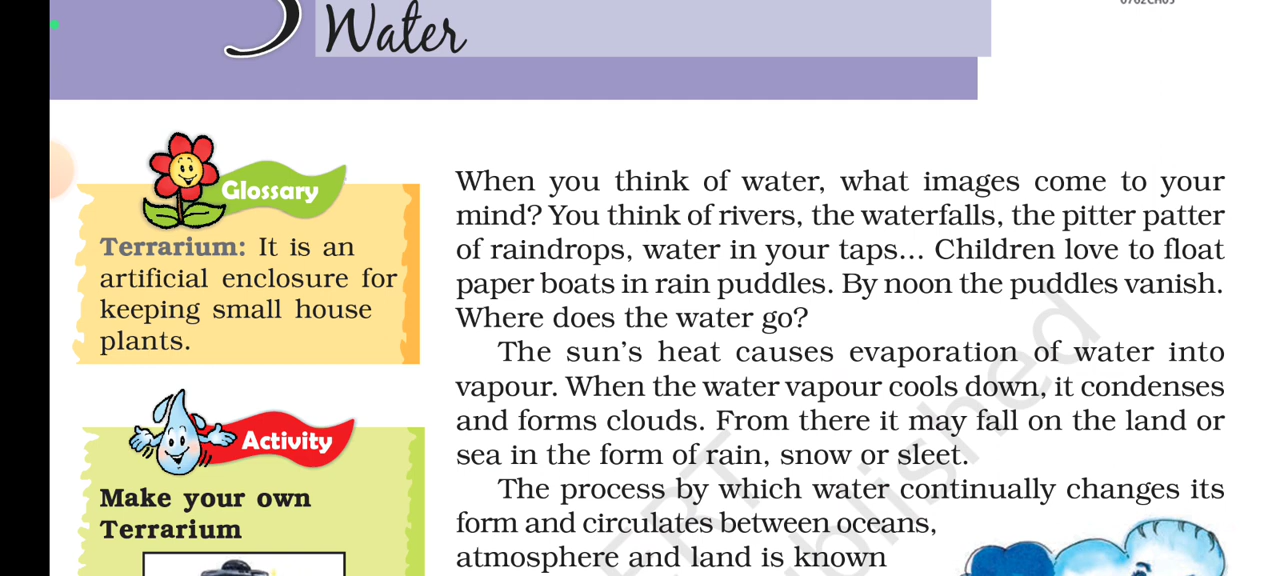 Water
Glossary
Terrarium: It is an
artificial enclosure for
keeping small house
plants.
Activity
Make your own
Terrarium
When you think of water, what images come to your
mind? You think of rivers, the waterfalls, the pitter patter
of raindrops, water in your taps... Children love to float
paper boats in rain puddles. By noon the puddles vanish.
Where does the water go?
The sun's heat causes evaporation of water into
vapour. When the water vapour cools down, it condenses
and forms clouds. From there it may fall on the land or
sea in the form of rain, snow or sleet.
The process by which water continually changes its
form and circulates between oceans,
atmosphere and land is known